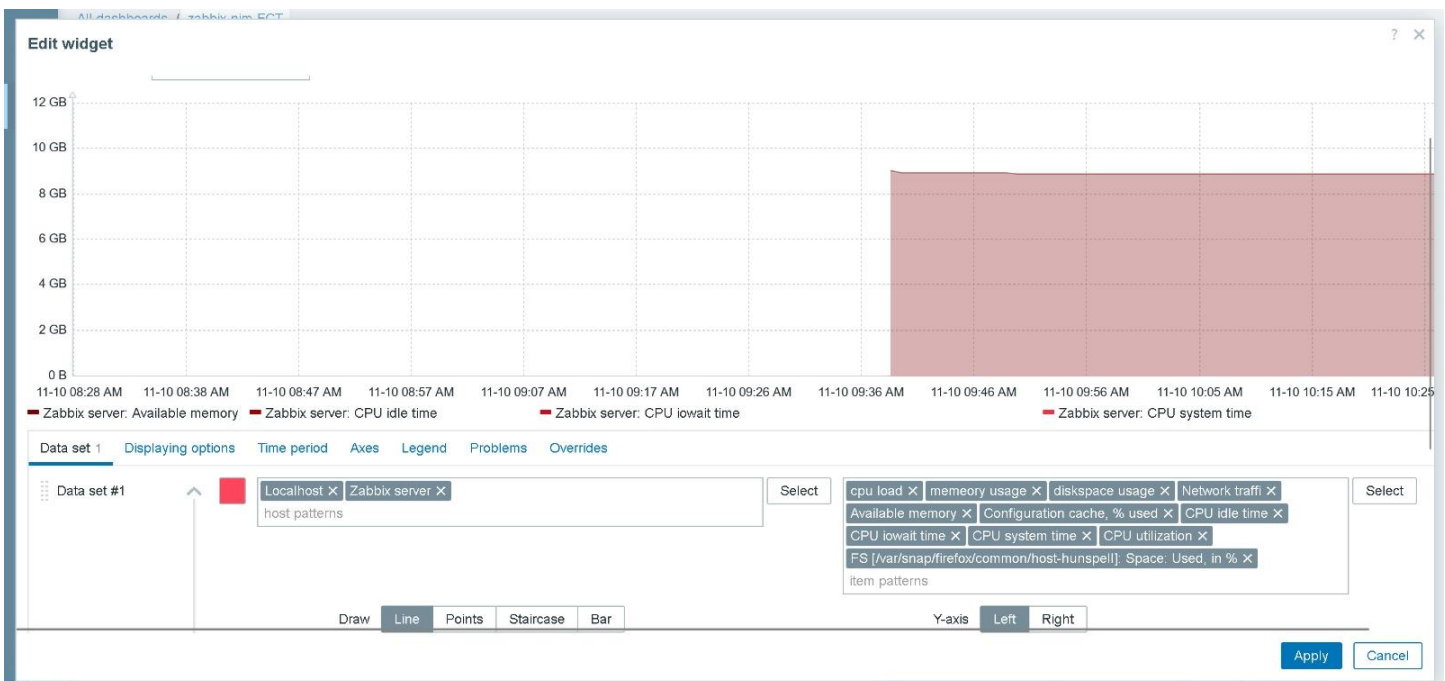 All dashboards / zabbix nim ECT
Edit widget
? ×
12 GB
10 GB
8 GB
6 GB
4 GB
2 GB
0 B
11-10 08:28 AM 11-10 08:38 AM 11-10 08:47 AM 11-10 08:57 AM 11-10 09:07 AM 11-10 09:17 AM 11-10 09:26 AM 11-10 09:36 AM 11-10 09:46 AM 11-10 09:56 AM 11-10 10:05 AM 11-10 10:15 AM 11-10 10:25
Zabbix server: Available memory Zabbix server: CPU idle time Zabbix server: CPU iowait time Zabbix server: CPU system time
Data set 1 Displaying options Time period Axes Legend Problems Overrides
Data set #1
Localhost × Zabbix server ×
host patterns
Select
cpu load × memeory usage × diskspace usage × Network traffi ×
Available memory × Configuration cache, % used × CPU idle time ×
CPU iowait time × CPU system time × CPU utilization ×
FS [/var/snap/firefox/common/host-hunspell]: Space: Used, in % ×
item patterns
Select
Draw Line Points Staircase Bar
Y-axis Left Right
Apply Cancel